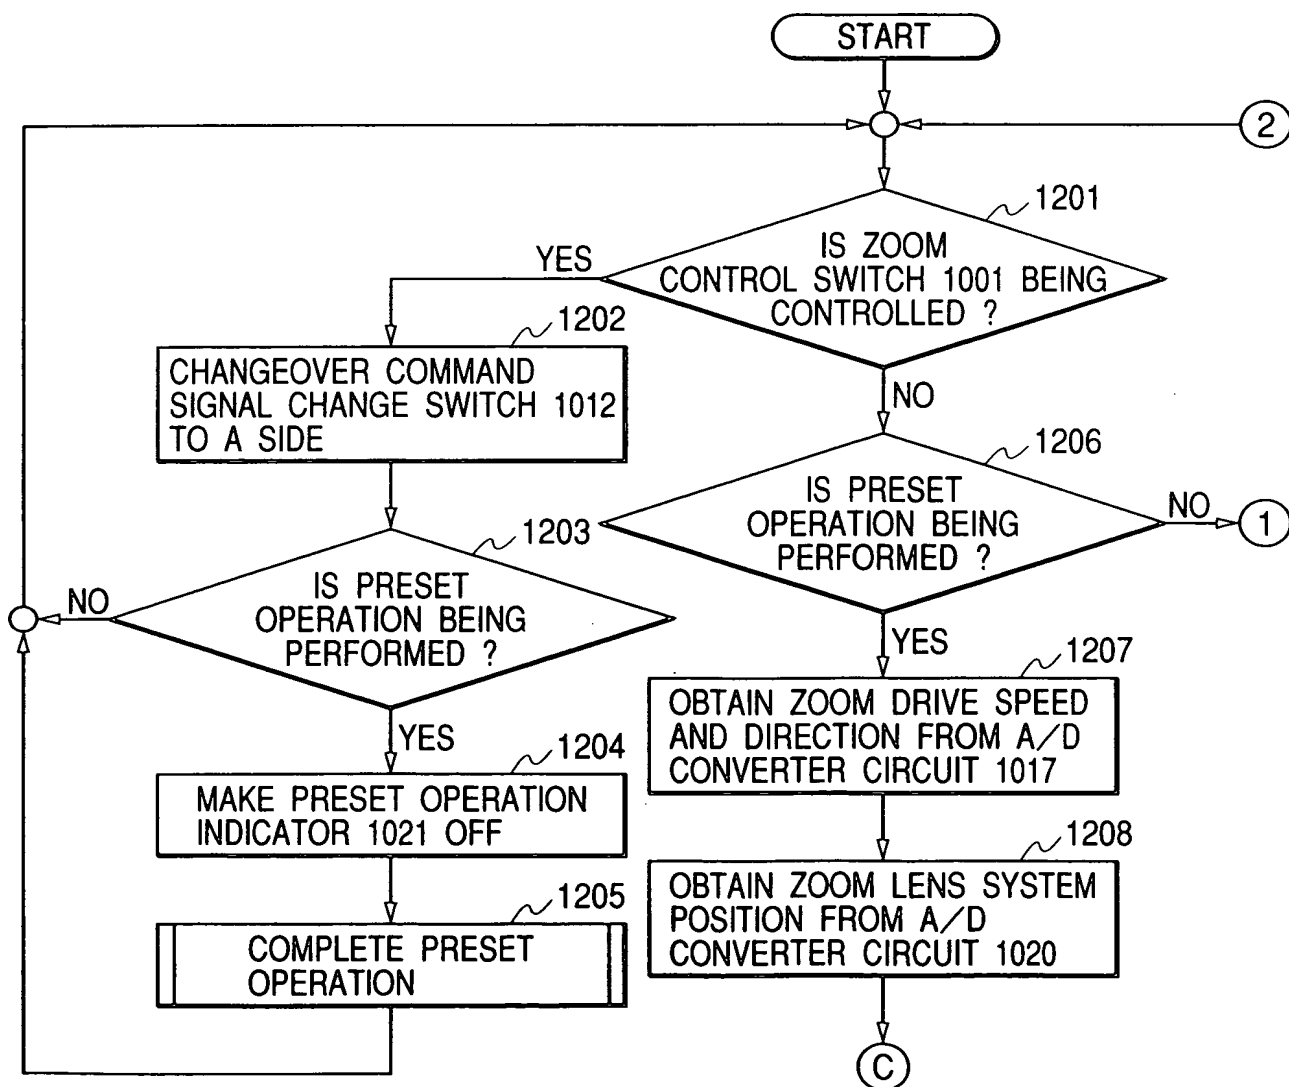 START
2
1201
IS ZOOM
CONTROL SWITCH 1001 BEING
CONTROLLED ?
YES
NO
1202
CHANGEOVER COMMAND
SIGNAL CHANGE SWITCH 1012
TO A SIDE
1203
IS PRESET
OPERATION BEING
PERFORMED ?
NO
YES
1204
MAKE PRESET OPERATION
INDICATOR 1021 OFF
1205
COMPLETE PRESET
OPERATION
1206
IS PRESET
OPERATION BEING
PERFORMED ?
NO
1
YES
1207
OBTAIN ZOOM DRIVE SPEED
AND DIRECTION FROM A/D
CONVERTER CIRCUIT 1017
1208
OBTAIN ZOOM LENS SYSTEM
POSITION FROM A/D
CONVERTER CIRCUIT 1020
C